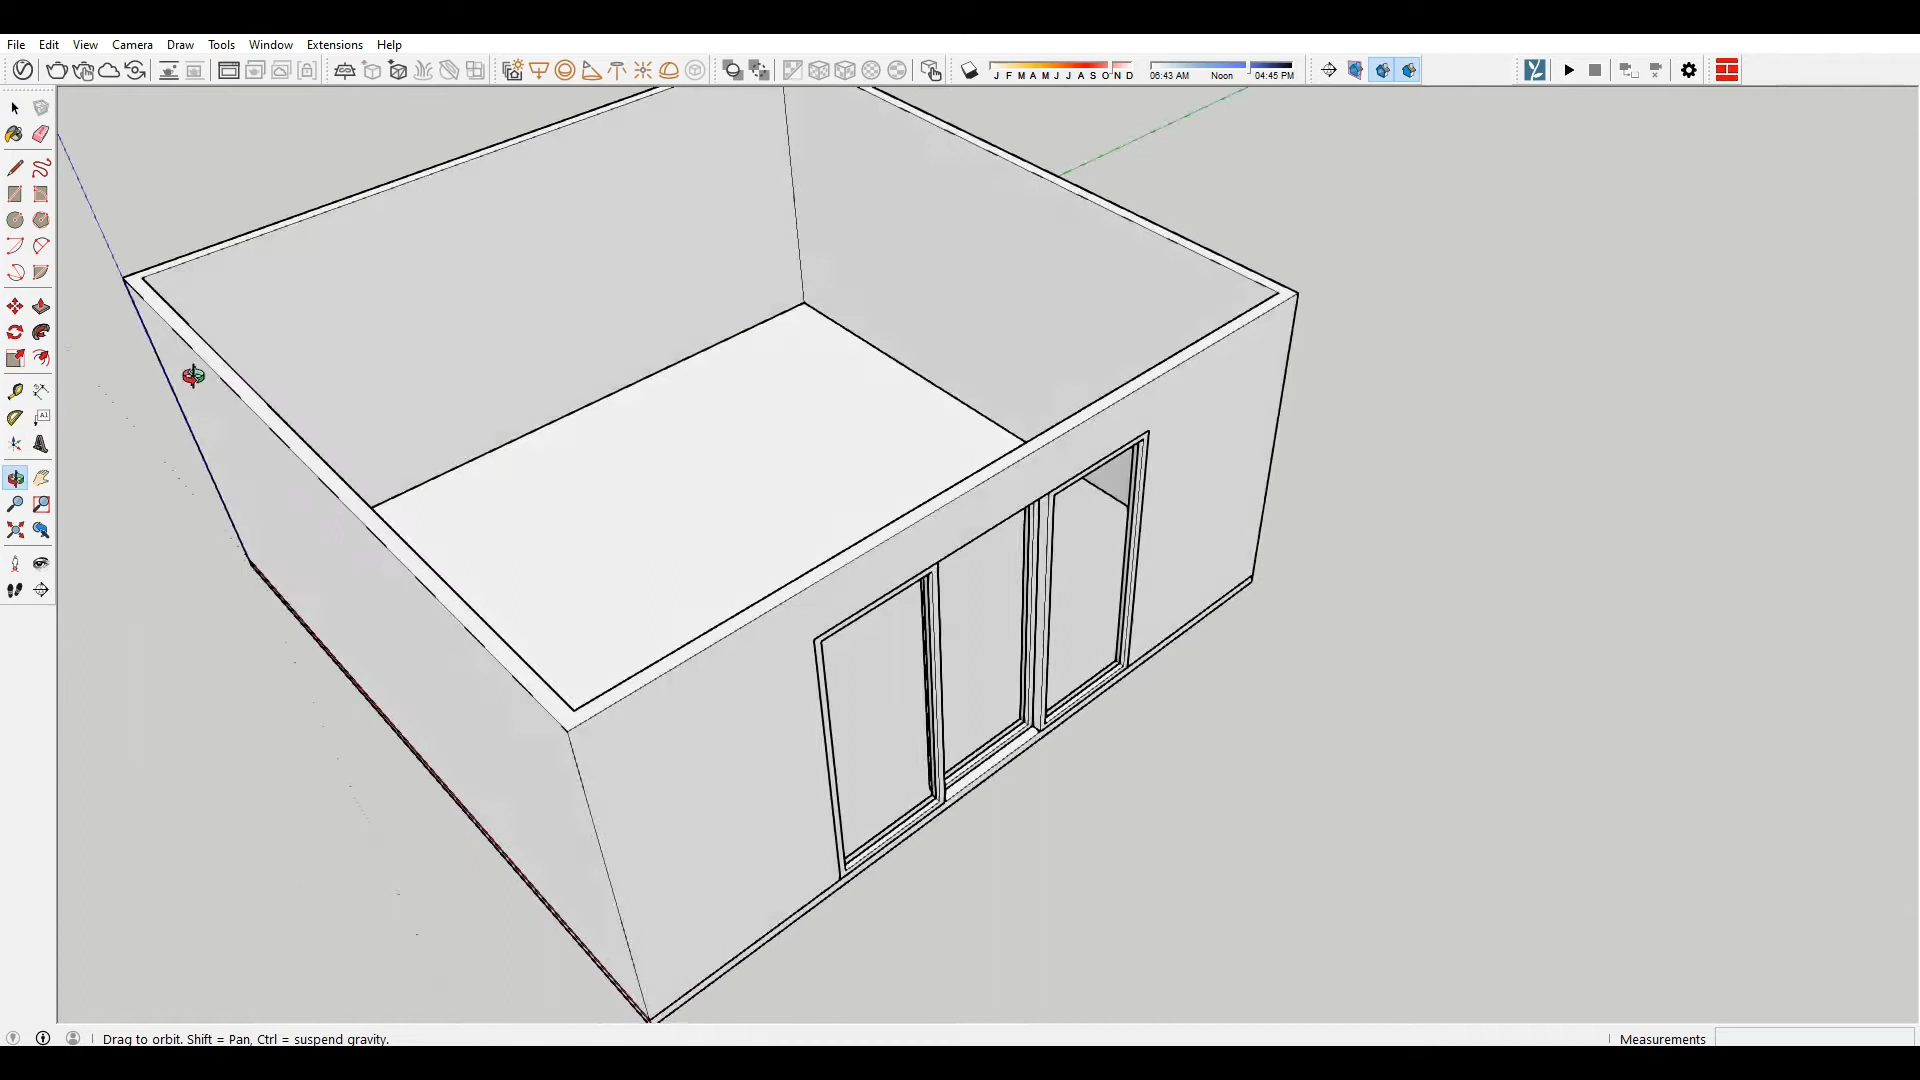 File Edit View Camera Draw Tools Window Extensions Help
J F M A M J J A S O N D 06:43 AM Noon 04:45 PM
A1
Drag to orbit. Shift = Pan, Ctrl = suspend gravity. Measurements